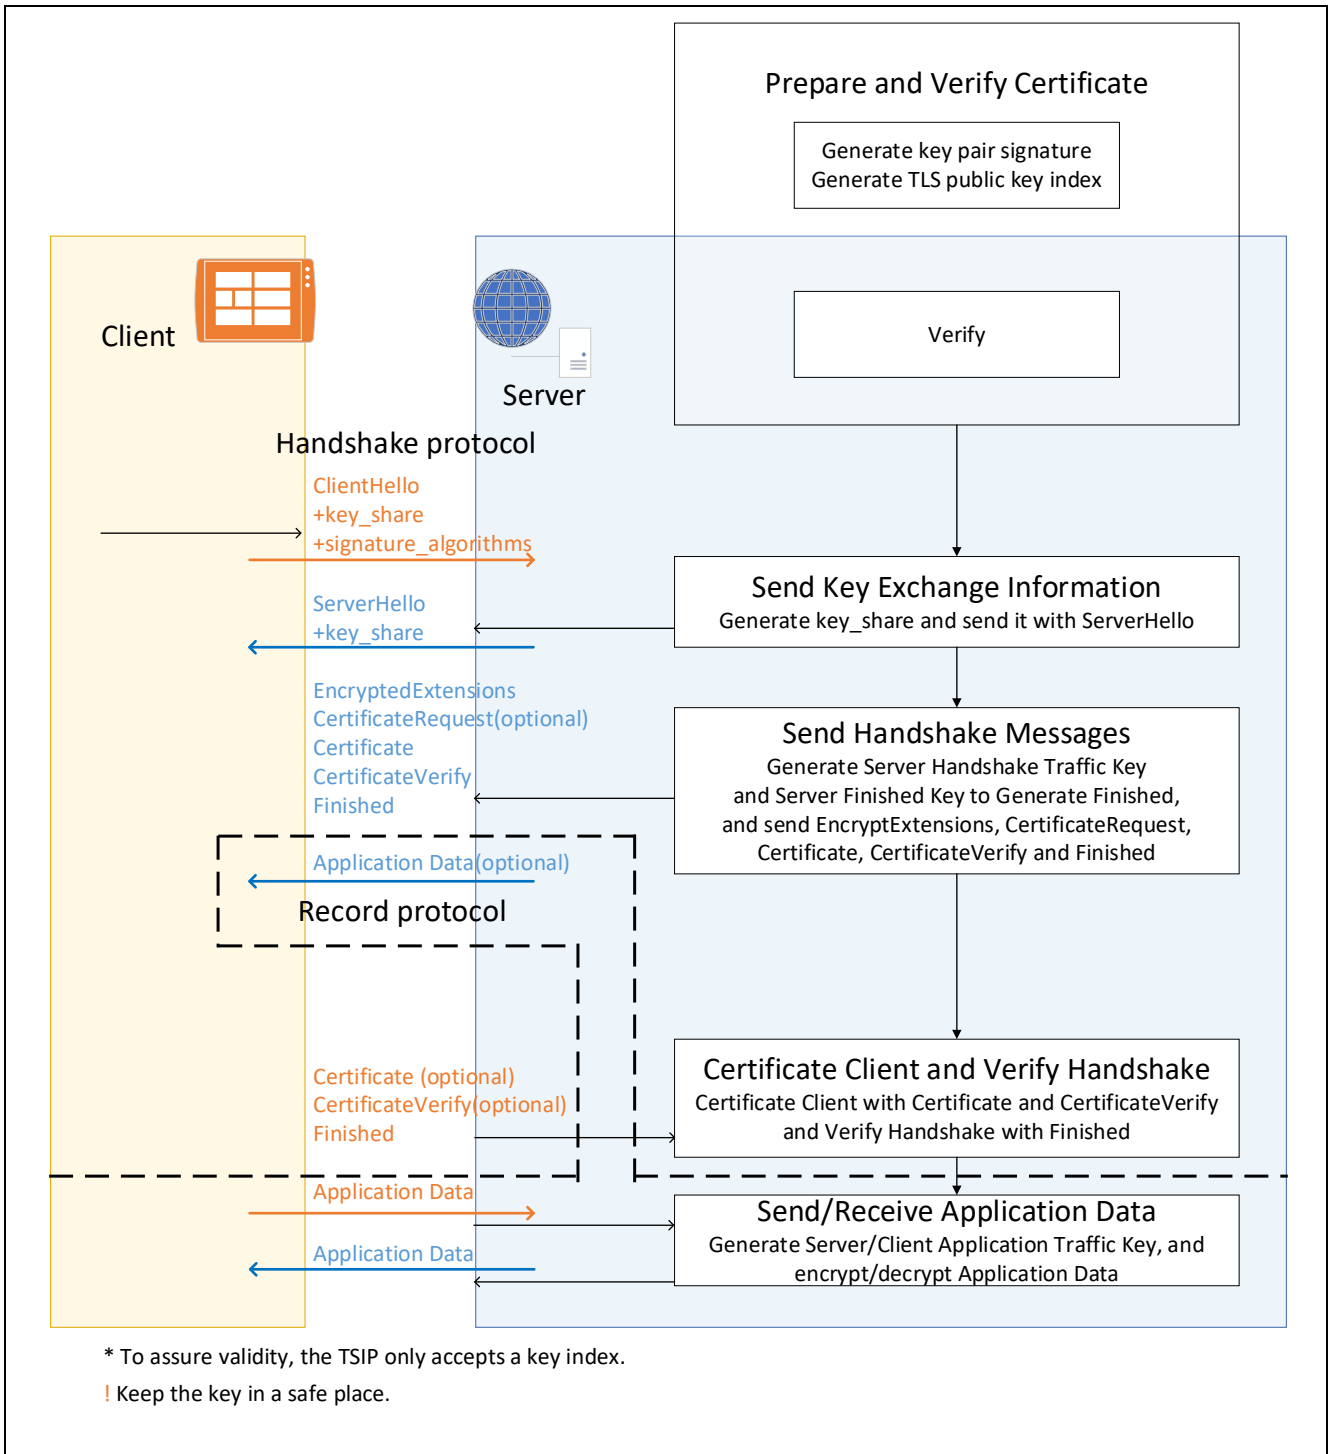 Prepare and Verify Certificate
Generate key pair signature
Generate TLS public key index
Verify
Client
Server
Handshake protocol
ClientHello
+key_share
+signature_algorithms
Send Key Exchange Information
Generate key_share and send it with ServerHello
ServerHello
+key_share
EncryptedExtensions
CertificateRequest(optional)
Certificate
CertificateVerify
Finished
Send Handshake Messages
Generate Server Handshake Traffic Key
and Server Finished Key to Generate Finished,
and send EncryptExtensions, CertificateRequest,
Certificate, CertificateVerify and Finished
Application Data(optional)
Record protocol
Certificate (optional)
CertificateVerify(optional)
Finished
Certificate Client and Verify Handshake
Certificate Client with Certificate and CertificateVerify
and Verify Handshake with Finished
Application Data
Application Data
Send/Receive Application Data
Generate Server/Client Application Traffic Key, and
encrypt/decrypt Application Data
* To assure validity, the TSIP only accepts a key index.
! Keep the key in a safe place.